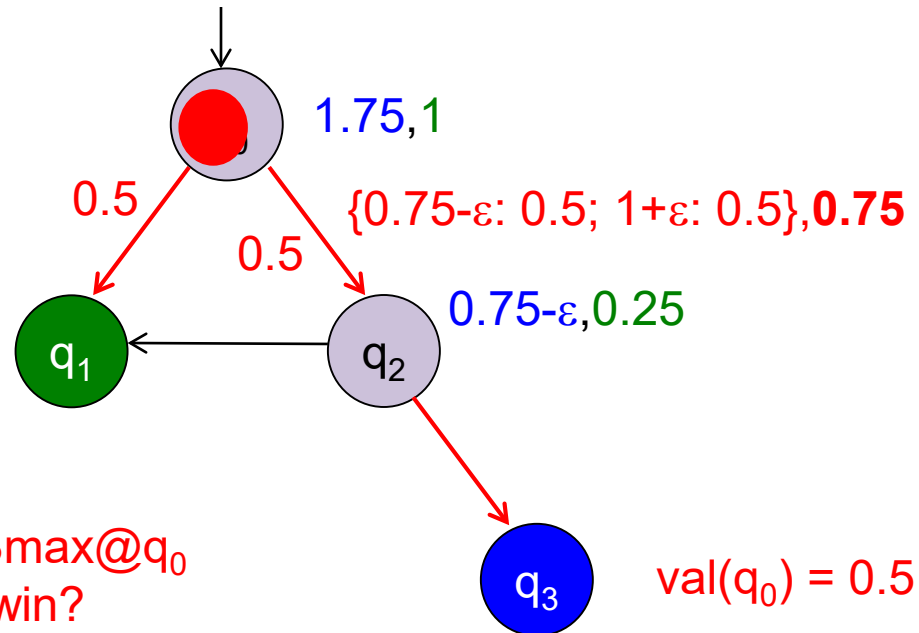 1.75,1
0.5
{0.75-ε: 0.5; 1+ε: 0.5},0.75
0.5
0.75-ε,0.25
q₁
q₂
max@q₀
win?
q₃
val(q₀) = 0.5